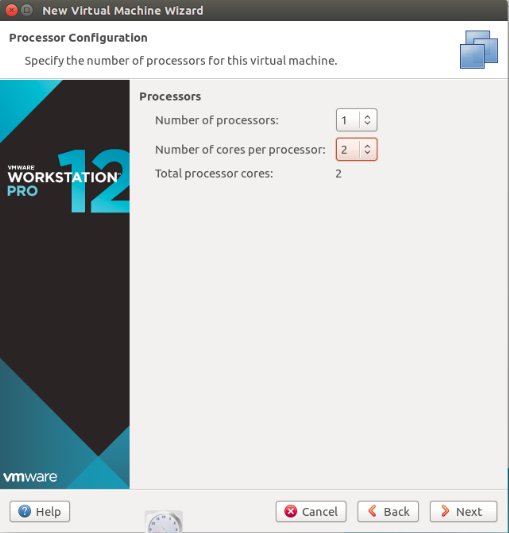 New Virtual Machine Wizard
Processor Configuration
Specify the number of processors for this virtual machine.
Processors
Number of processors: 1
Number of cores per processor: 2
Total processor cores: 2
VMWARE
WORKSTATION 12
PRO
vmware
Help Cancel Back Next